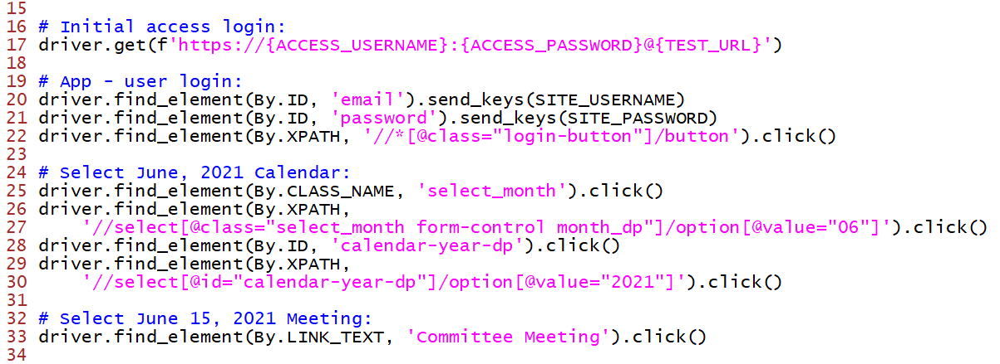 15
16 # Initial access login:
17 driver.get(f'https://{ACCESS_USERNAME}:{ACCESS_PASSWORD}@{TEST_URL}')
18
19 # App - user login:
20 driver.find_element(By.ID, 'email').send_keys(SITE_USERNAME)
21 driver.find_element(By.ID, 'password').send_keys(SITE_PASSWORD)
22 driver.find_element(By.XPATH, '//*[@class="login-button"]/button').click()
23
24 # Select June, 2021 Calendar:
25 driver.find_element(By.CLASS_NAME, 'select_month').click()
26 driver.find_element(By.XPATH,
27     '//select[@class="select_month form-control month_dp"]/option[@value="06"]').click()
28 driver.find_element(By.ID, 'calendar-year-dp').click()
29 driver.find_element(By.XPATH,
30     '//select[@id="calendar-year-dp"]/option[@value="2021"]').click()
31
32 # Select June 15, 2021 Meeting:
33 driver.find_element(By.LINK_TEXT, 'Committee Meeting').click()
34